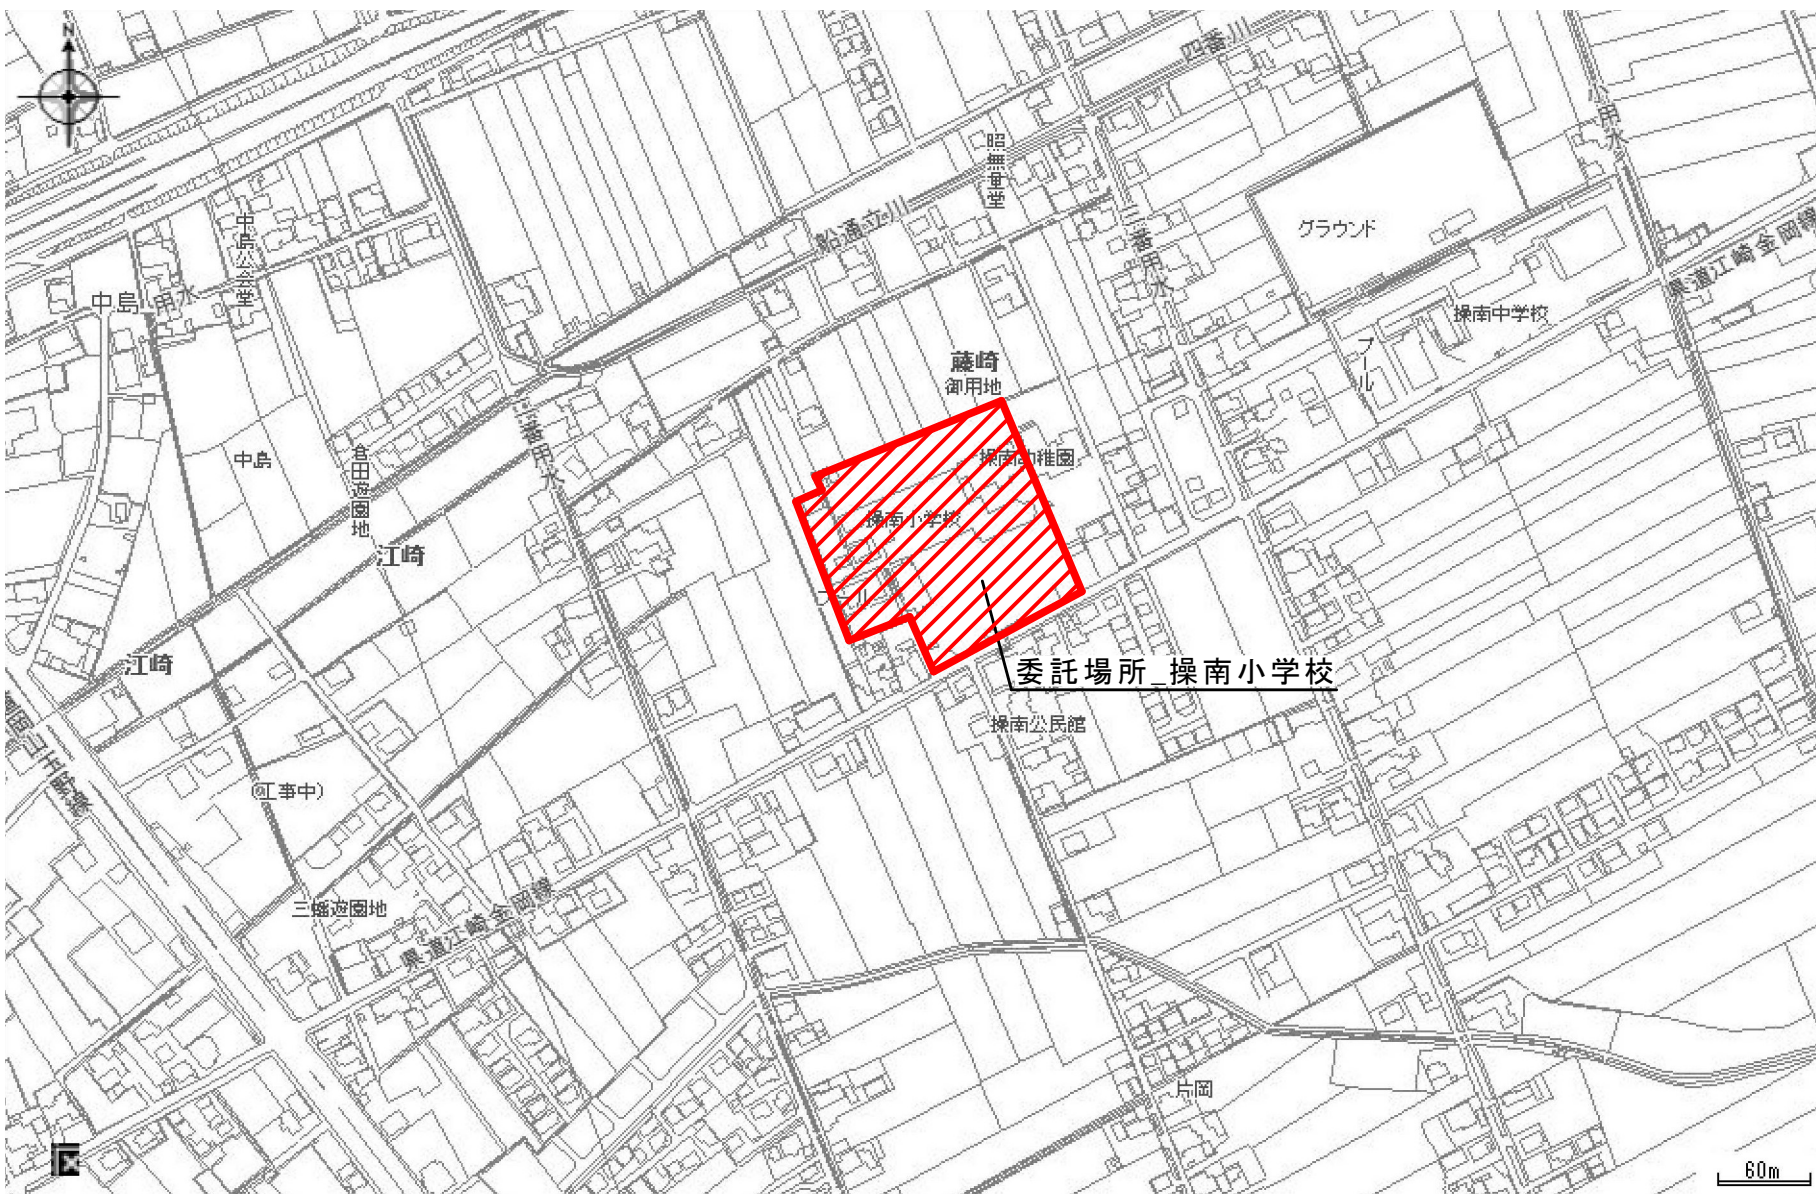 N
四番川
昭無量堂
中島公会堂
船通立川
グラウンド
三番用水
県道江崎金岡線
中島
用水
操南中学校
藤崎
プール
御用地
中島
倉田遊園地
操南幼稚園
操南小学校
江崎
プール
江崎
委託場所_操南小学校
操南公民館
(工事中)
三蟠遊園地
県道江崎金岡線
片岡
60m